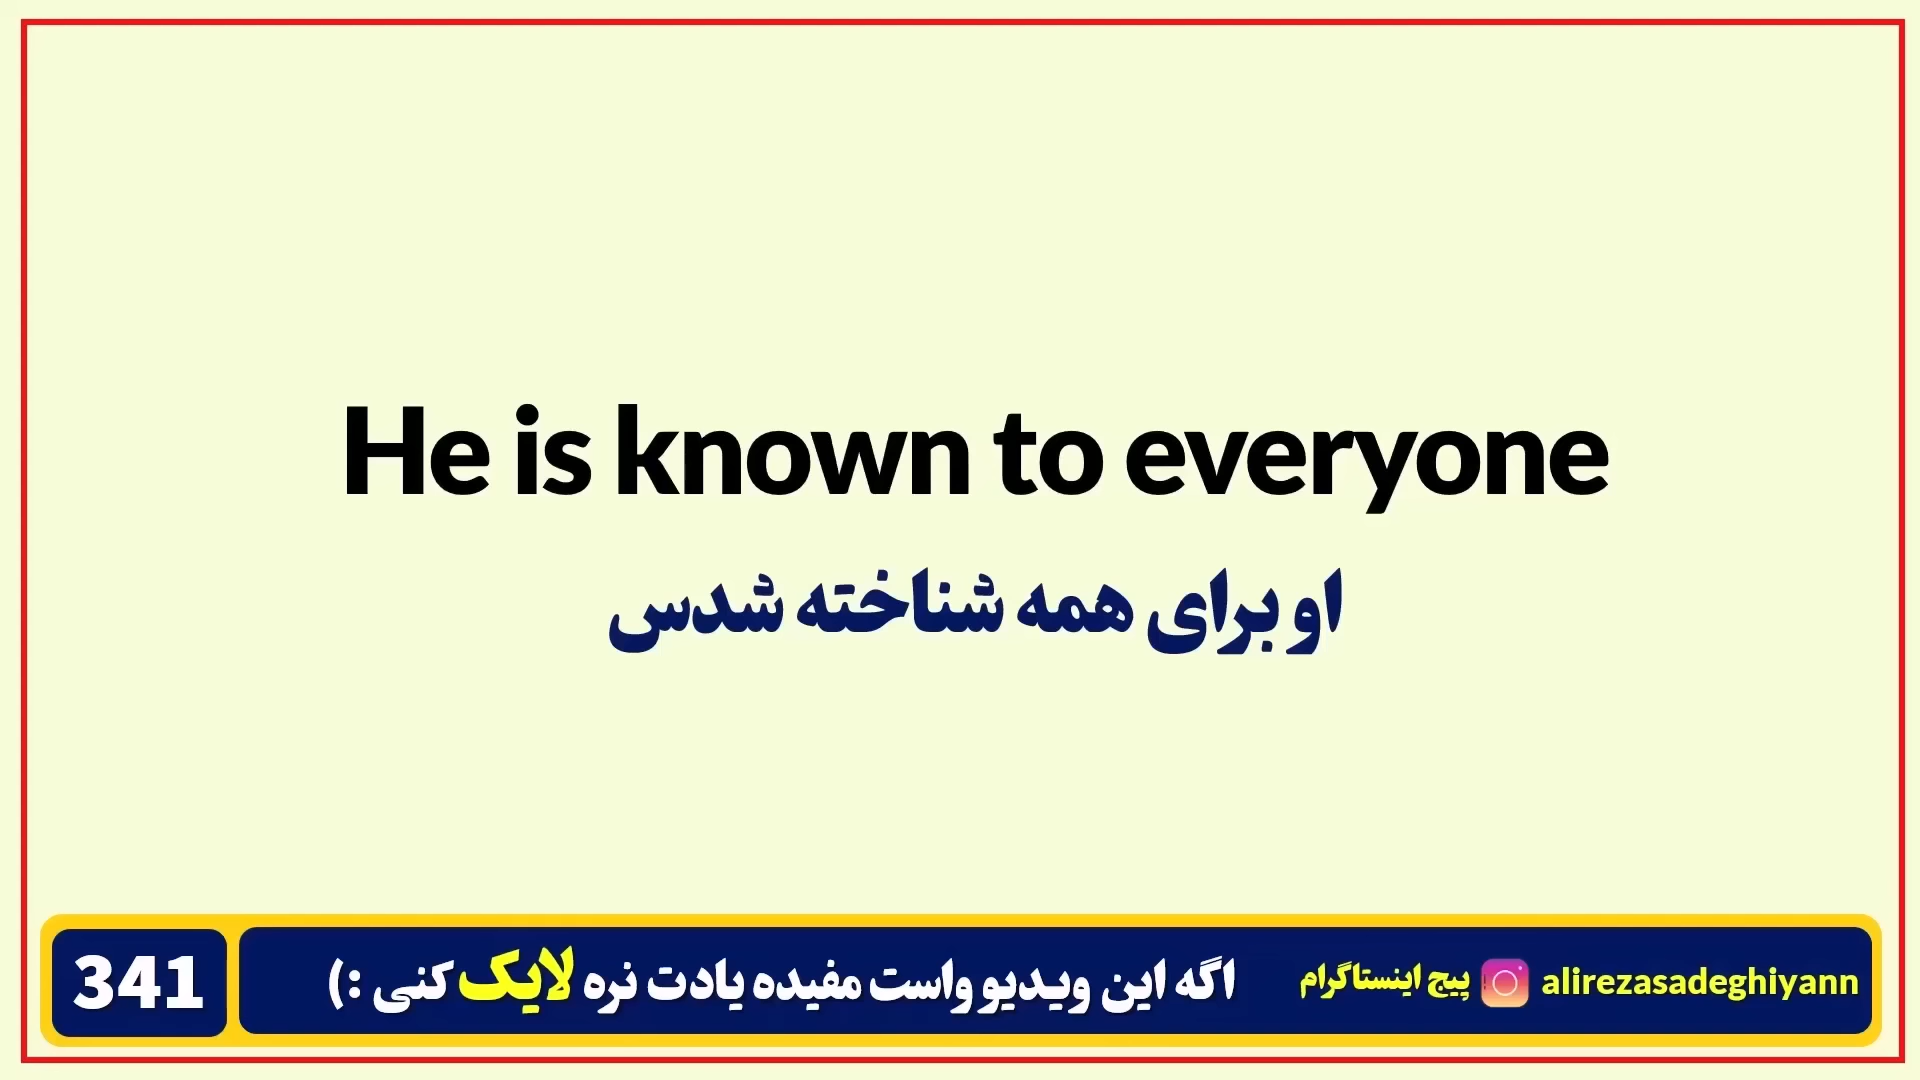 He is known to everyone
او برای همه شناخته شدس
341
اگه این ویدیو واست مفیده یادت نره لایک کنی :)
پیج اینستاگرام alirezasadeghiyann